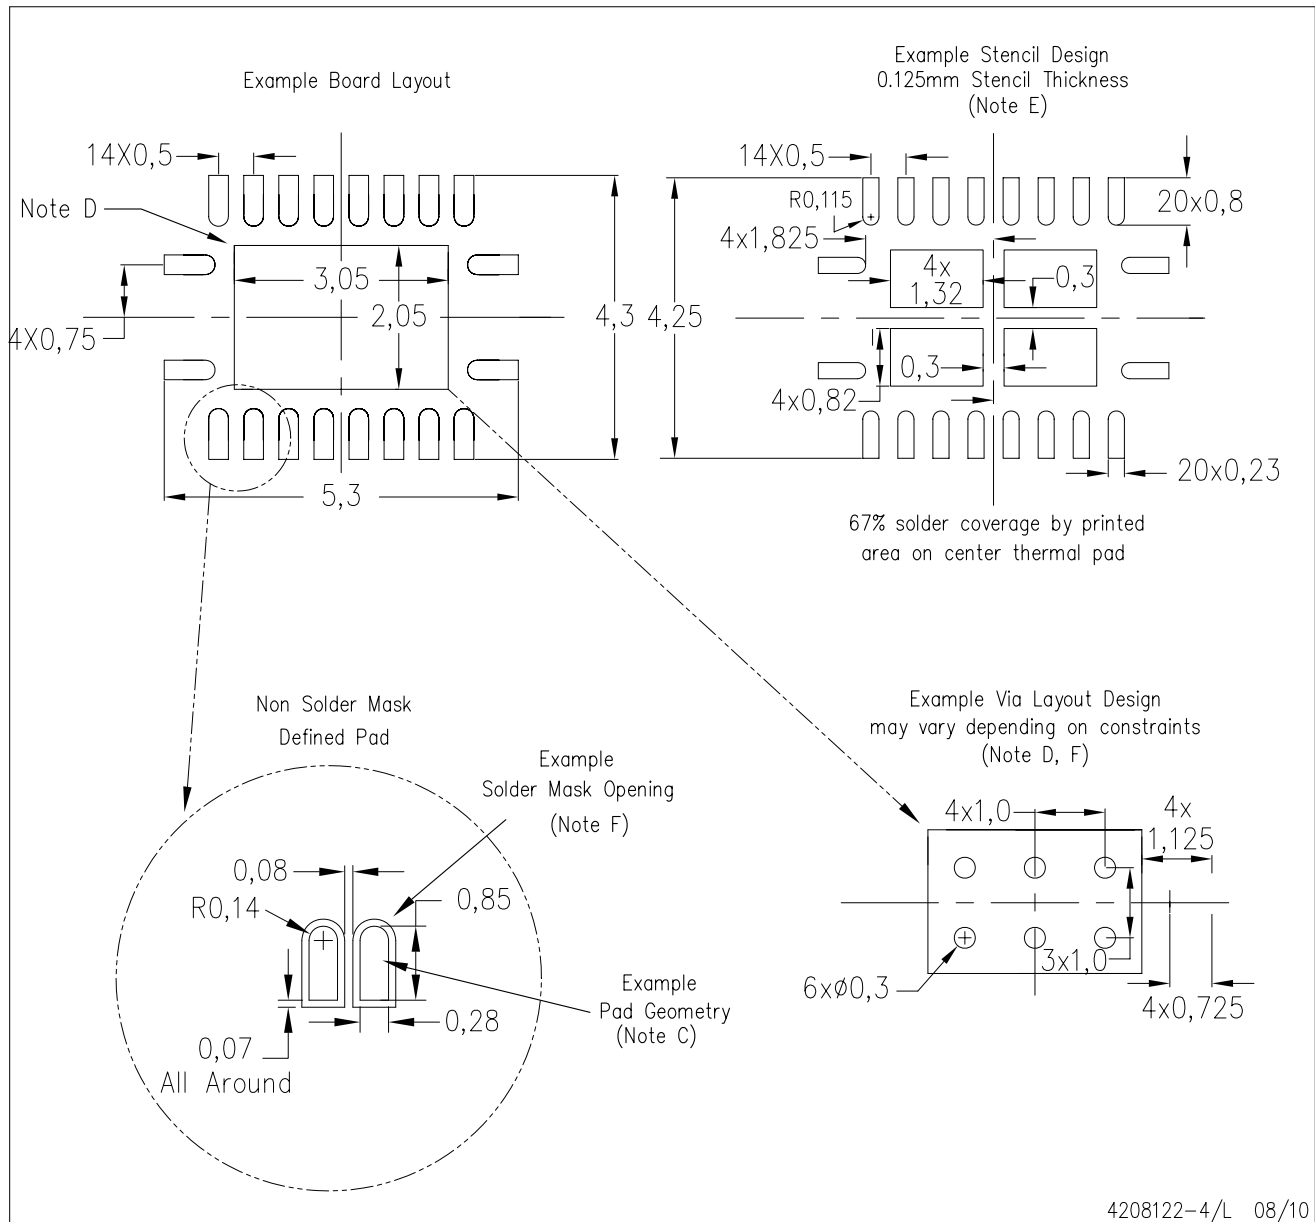 Example Board Layout
14X0,5
Note D
3,05
2,05
4X0,75
4,3
5,3
Example Stencil Design
0.125mm Stencil Thickness
(Note E)
14X0,5
R0,115
4x1,825
20x0,8
4x
1,32
0,3
4,25
0,3
4x0,82
20x0,23
67% solder coverage by printed
area on center thermal pad
Non Solder Mask
Defined Pad
Example
Solder Mask Opening
(Note F)
0,08
R0,14
0,85
Example
Pad Geometry
(Note C)
0,28
0,07
All Around
Example Via Layout Design
may vary depending on constraints
(Note D, F)
4x1,0
4x
1,125
3x1,0
6xø0,3
4x0,725
4208122-4/L 08/10